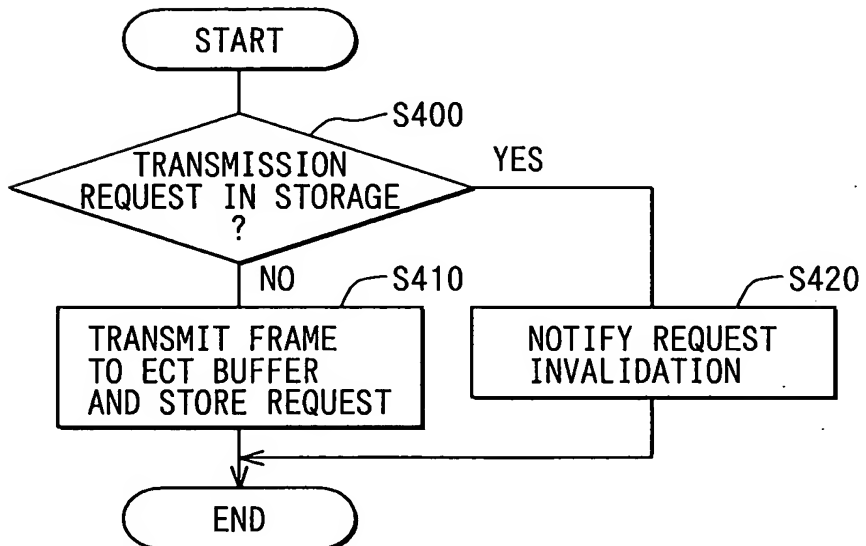 START
S400
TRANSMISSION
REQUEST IN STORAGE
?
YES
NO
S410
S420
TRANSMIT FRAME
TO ECT BUFFER
AND STORE REQUEST
NOTIFY REQUEST
INVALIDATION
END